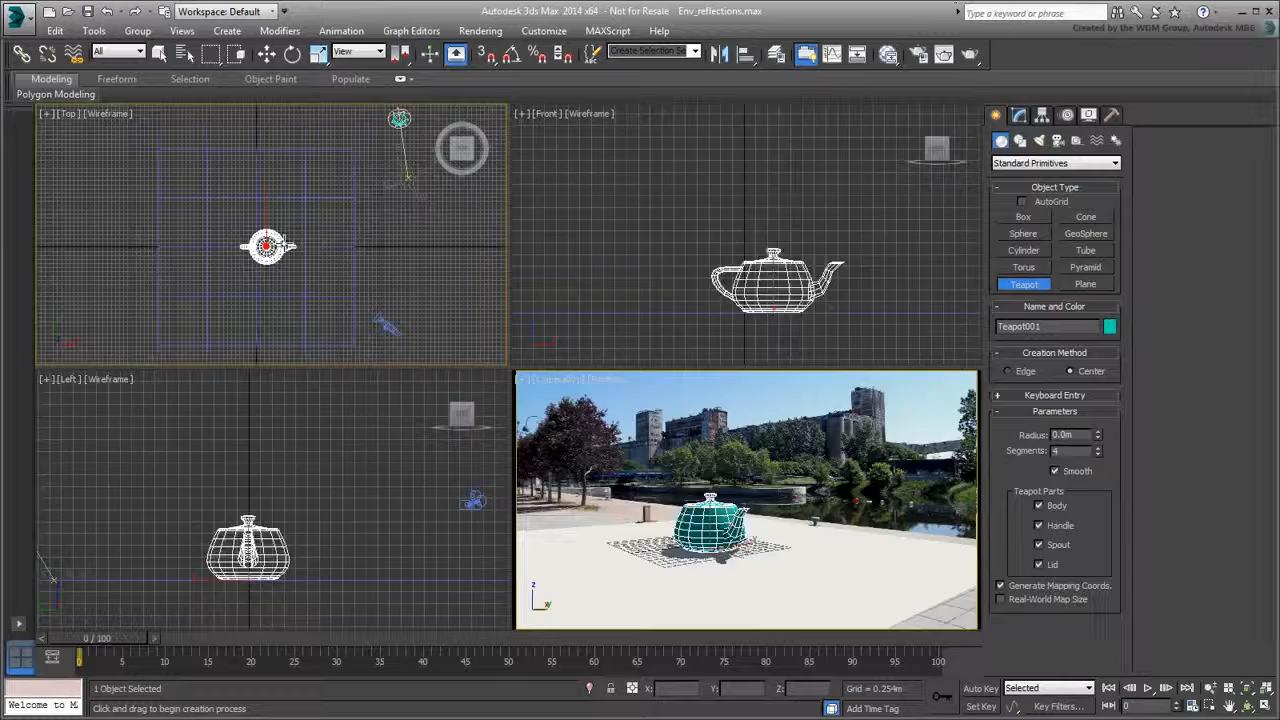 Workspace: Default
Autodesk 3ds Max 2014 x64 - Not for Resale Env_reflections.max
Type a keyword or phrase
Created by the WDM Group, Autodesk MBE
Edit Tools Group Views Create Modifiers Animation Graph Editors Rendering Customize MAXScript Help
All View Create Selection Se
Modeling Freeform Selection Object Paint Populate
Polygon Modeling
[+] [Top] [Wireframe]
[+] [Front] [Wireframe]
Standard Primitives
Object Type
AutoGrid
Box Cone
Sphere GeoSphere
Cylinder Tube
Torus Pyramid
Teapot Plane
Name and Color
Teapot001
Creation Method
Edge Center
Keyboard Entry
Parameters
Radius: 0.0m
Segments: 4
Smooth
Teapot Parts
Body
Handle
Spout
Lid
Generate Mapping Coords.
Real-World Map Size
[+] [Left] [Wireframe]
0 / 100
0 5 10 15 20 25 30 35 40 45 50 55 60 65 70 75 80 85 90 95 100
1 Object Selected
X: Y: Z: Grid = 0.254m
Auto Key Selected
Welcome to M
Click and drag to begin creation process
Add Time Tag
Set Key Key Filters... 0